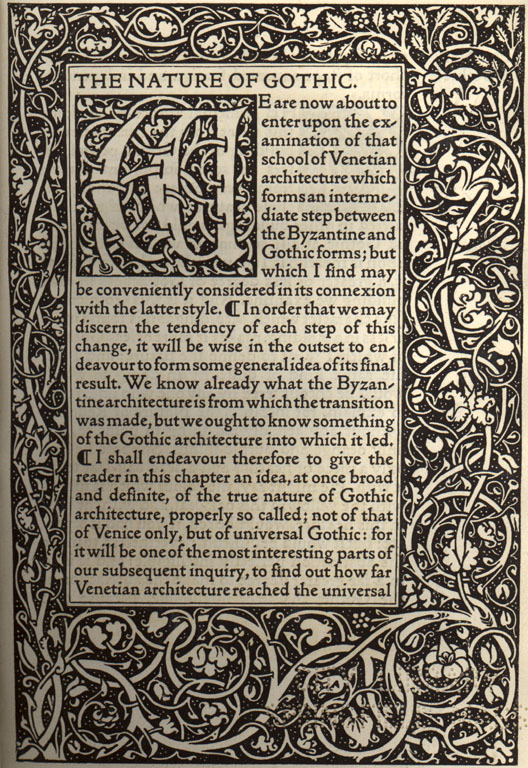 THE NATURE OF GOTHIC.
WE are now about to
enter upon the ex-
amination of that
school of Venetian
architecture which
forms an interme-
diate step between
the Byzantine and
Gothic forms; but
which I find may
be conveniently considered in its connexion
with the latter style. ¶ In order that we may
discern the tendency of each step of this
change, it will be wise in the outset to en-
deavour to form some general idea of its final
result. We know already what the Byzan-
tine architecture is from which the transition
was made, but we ought to know something
of the Gothic architecture into which it led.
¶ I shall endeavour therefore to give the
reader in this chapter an idea, at once broad
and definite, of the true nature of Gothic
architecture, properly so called; not of that
of Venice only, but of universal Gothic: for
it will be one of the most interesting parts of
our subsequent inquiry, to find out how far
Venetian architecture reached the universal